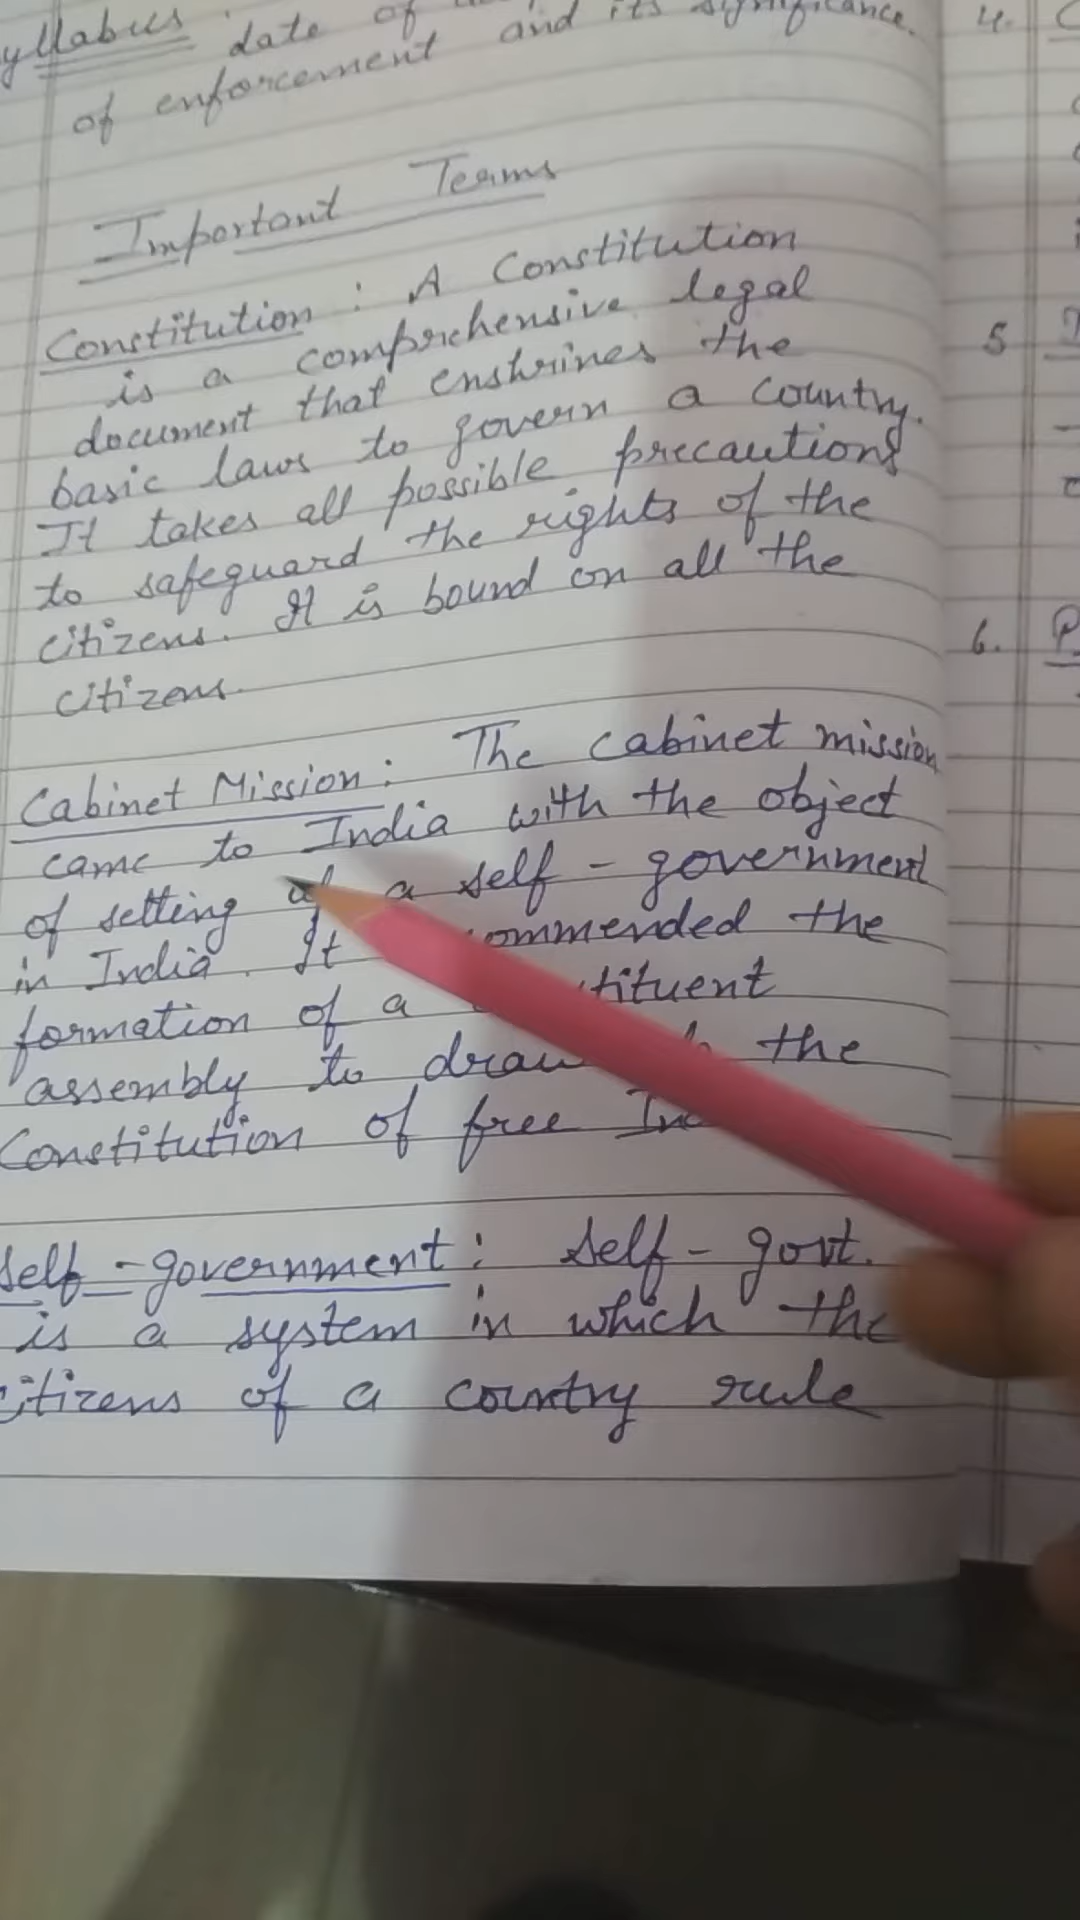 Syllabus
date of
and its significance.
of enforcement
Important Terms
Constitution : A Constitution
is a comprehensive legal
document that enshrines the
basic laws to govern a country.
It takes all possible precautions
to safeguard the rights of the
citizens. It is bound on all the
citizens.
Cabinet Mission : The cabinet mission
came to India with the object
of setting a self - government
in India. It the
formation of a
assembly to the
Constitution of free
Self - government : Self - govt.
is a system in which the
citizens of a country rule
4.
5
6.